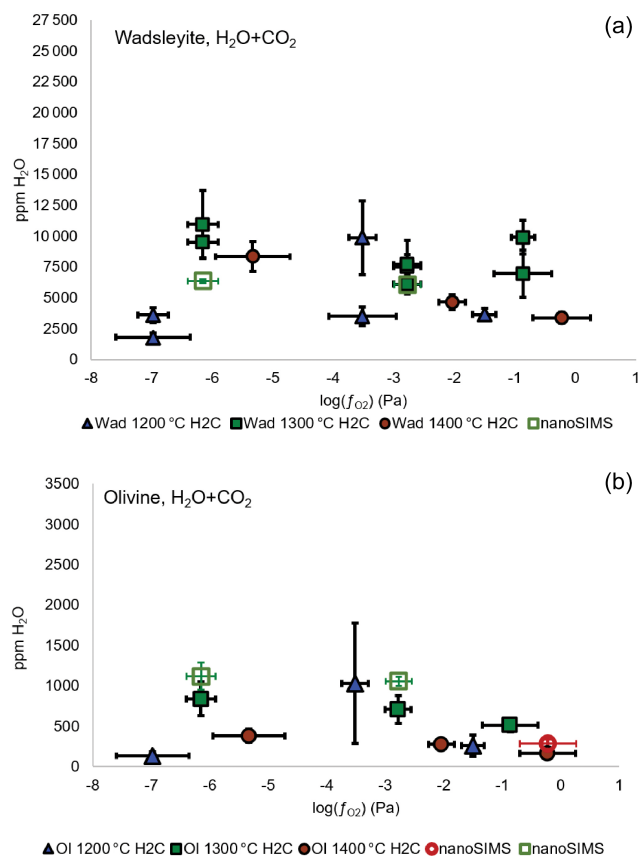 (a)
Wadsleyite, H2O+CO2
27 500
25 000
22 500
20 000
17 500
15 000
12 500
10 000
7500
5000
2500
0
ppm H2O
-8 -7 -6 -5 -4 -3 -2 -1 0 1
log(ƒO2) (Pa)
Wad 1200 °C H2C Wad 1300 °C H2C Wad 1400 °C H2C nanoSIMS
(b)
Olivine, H2O+CO2
3500
3000
2500
2000
1500
1000
500
0
ppm H2O
-8 -7 -6 -5 -4 -3 -2 -1 0 1
log(ƒO2) (Pa)
Ol 1200 °C H2C Ol 1300 °C H2C Ol 1400 °C H2C nanoSIMS nanoSIMS